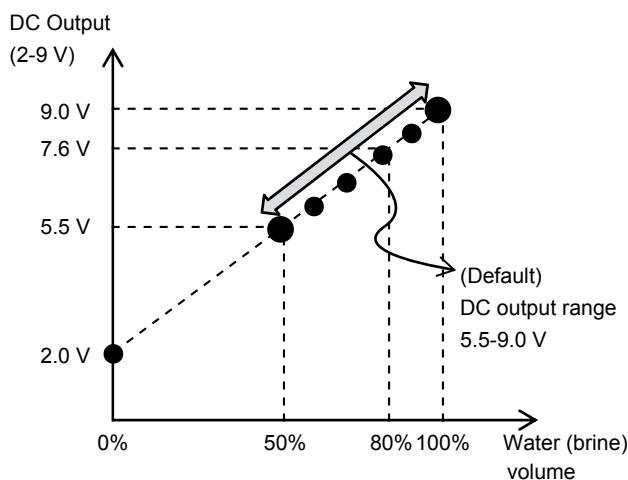 DC Output
(2-9 V)
9.0 V
7.6 V
5.5 V
(Default)
DC output range
5.5-9.0 V
2.0 V
0%
50%
80%
100%
Water (brine)
volume